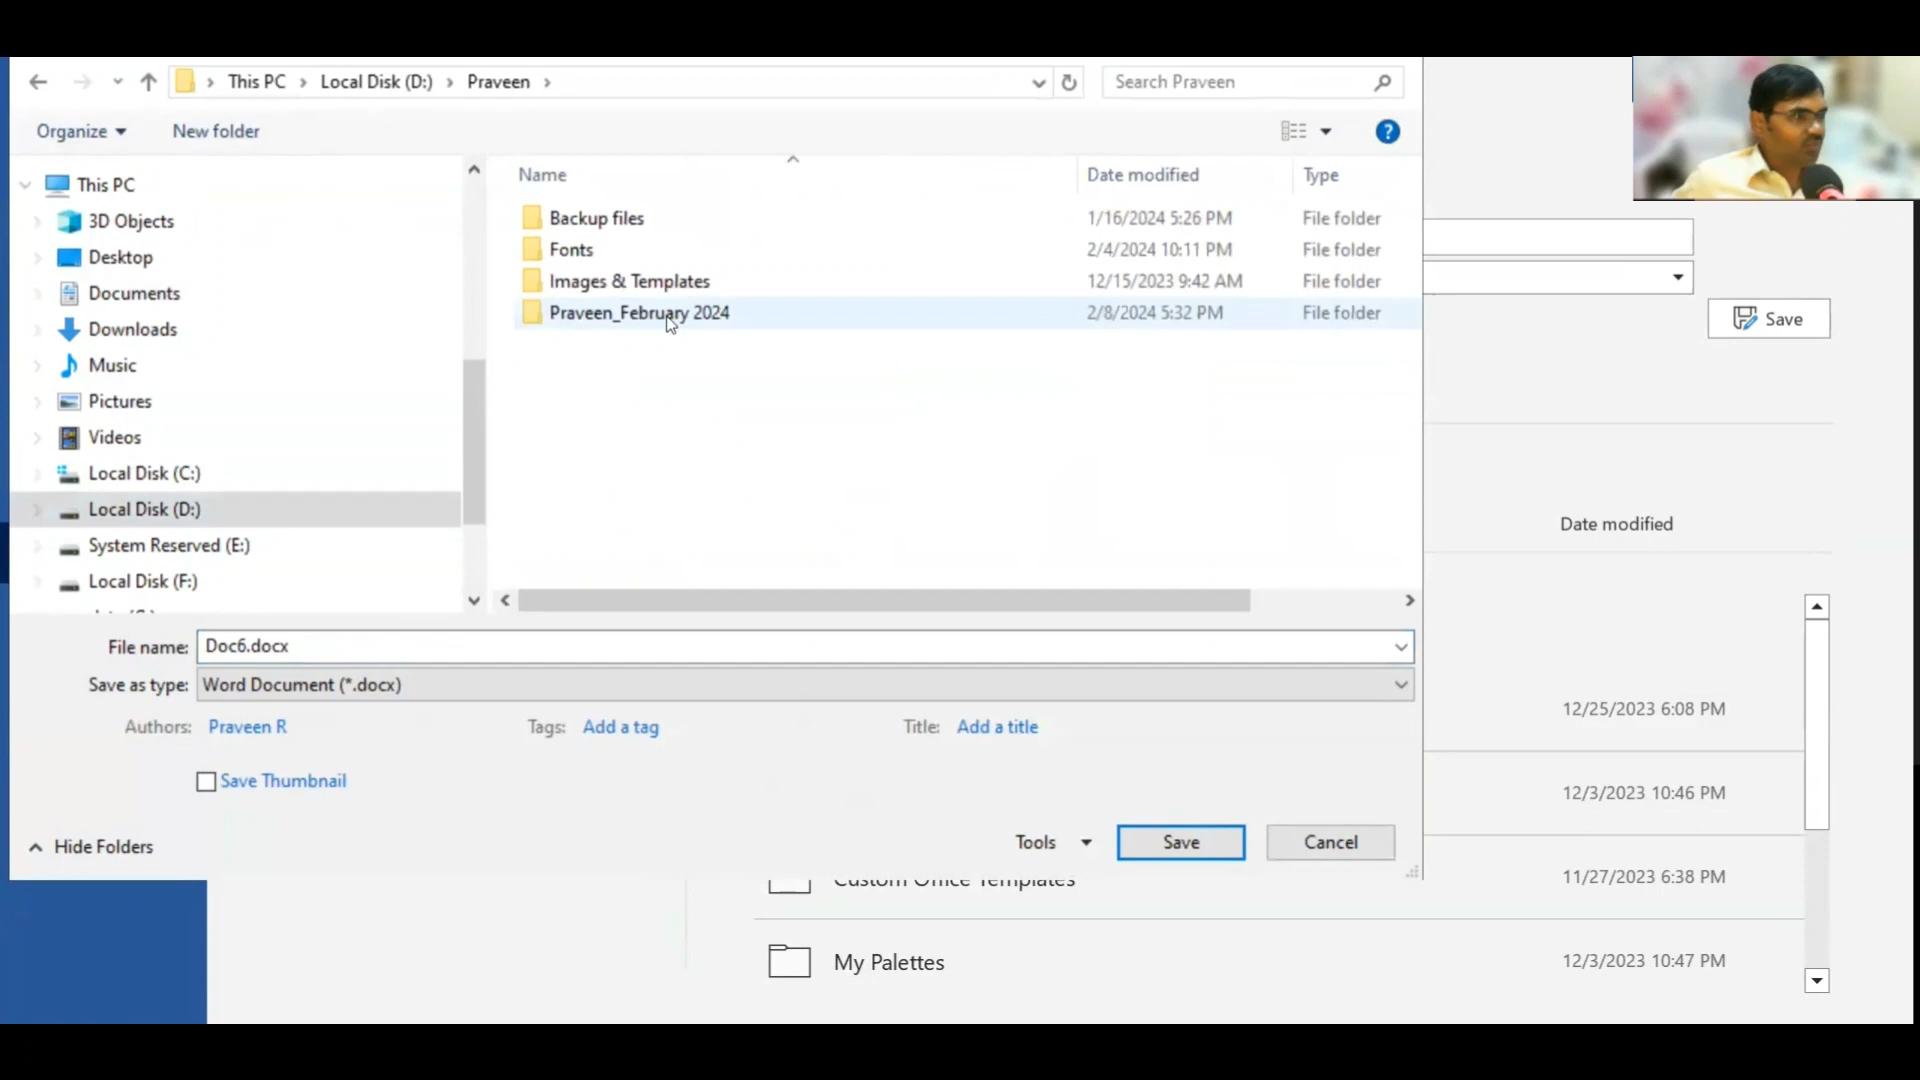 This PC
Local Disk (D:)
Praveen
Search Praveen
Organize
New folder
?
This PC
3D Objects
Desktop
Documents
Downloads
Music
Pictures
Videos
Local Disk (C:)
Local Disk (D:)
System Reserved (E:)
Local Disk (F:)
Name Date modified Type
Backup files 1/16/2024 5:26 PM File folder
Fonts 2/4/2024 10:11 PM File folder
Images & Templates 12/15/2023 9:42 AM File folder
Praveen_February 2024 2/8/2024 5:32 PM File folder
File name: Doc6.docx
Save as type: Word Document (*.docx)
Authors: Praveen R Tags: Add a tag Title: Add a title
Save Thumbnail
Hide Folders
Tools Save Cancel
Save
Date modified
12/25/2023 6:08 PM
12/3/2023 10:46 PM
Custom Office Templates 11/27/2023 6:38 PM
My Palettes 12/3/2023 10:47 PM